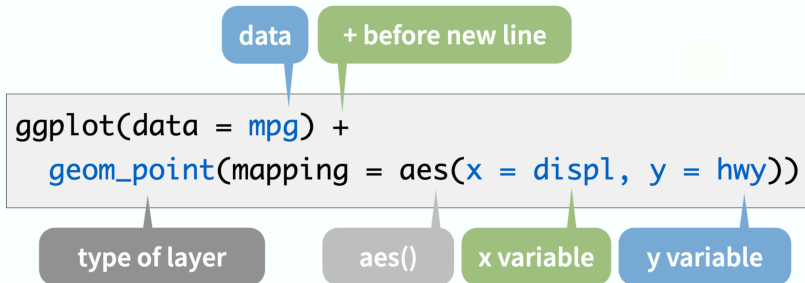 data
+ before new line
ggplot(data = mpg) +
geom_point(mapping = aes(x = displ, y = hwy))
type of layer
aes()
x variable
y variable